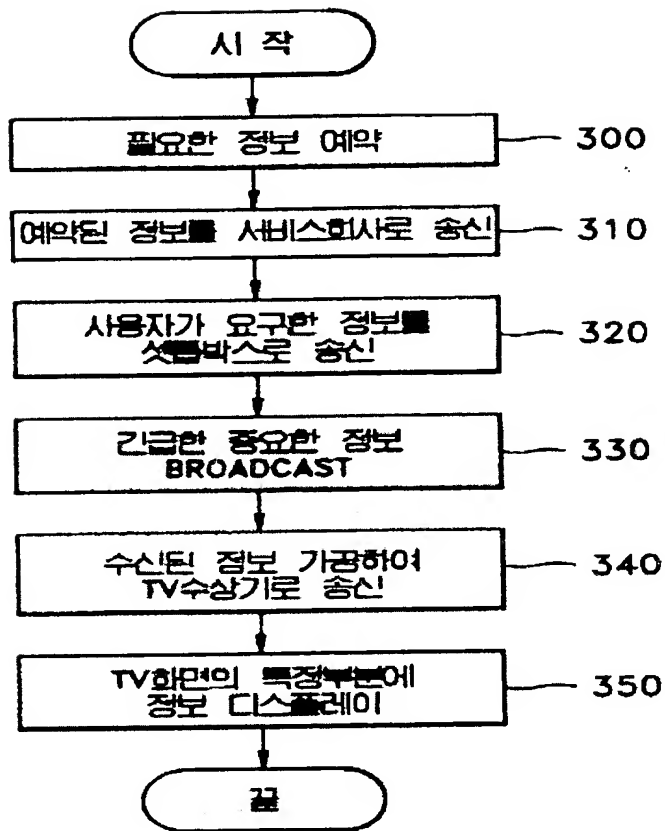 시 작
필요한 정보 예약
300
예약된 정보를 서비스회사로 송신
310
사용자가 요구한 정보를
셋톱박스로 송신
320
긴급한 중요한 정보
BROADCAST
330
수신된 정보 가공하여
TV수상기로 송신
340
TV화면의 특정부분에
정보 디스플레이
350
끝